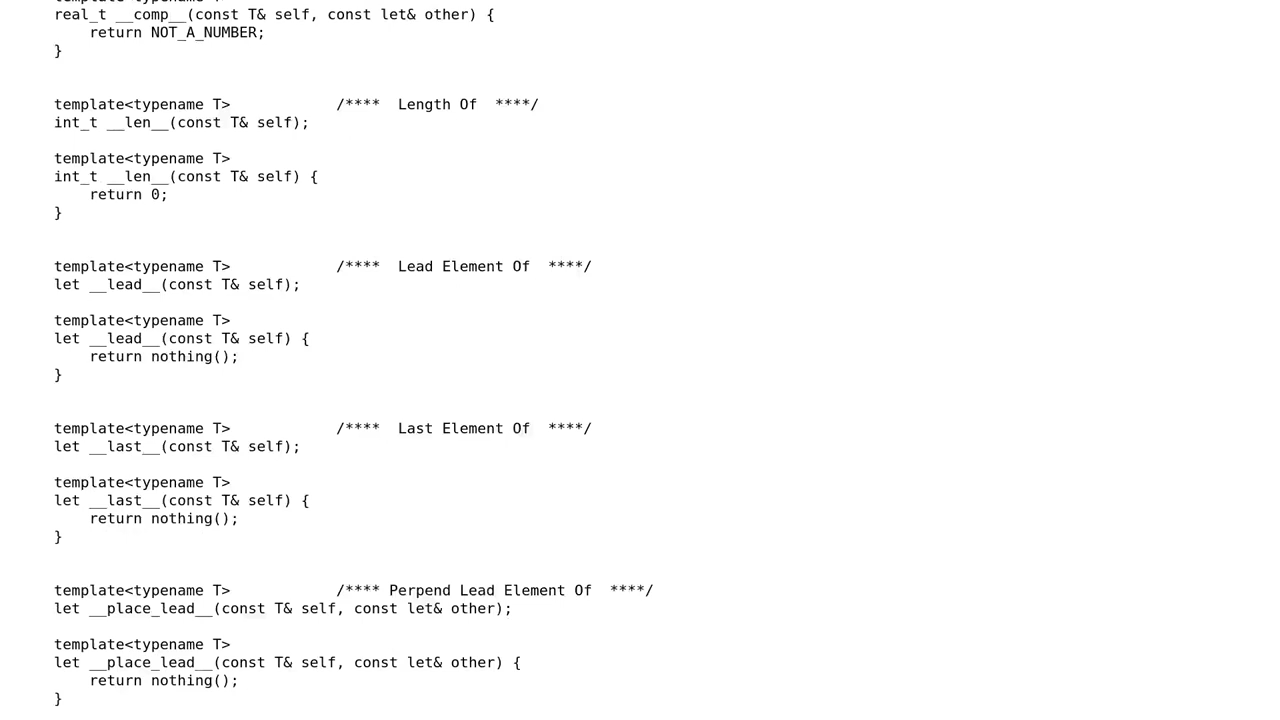 template<typename T>
real_t __comp__(const T& self, const let& other) {
    return NOT_A_NUMBER;
}
template<typename T>            /****  Length Of  ****/
int_t __len__(const T& self);
template<typename T>
int_t __len__(const T& self) {
    return 0;
}
template<typename T>            /****  Lead Element Of  ****/
let __lead__(const T& self);
template<typename T>
let __lead__(const T& self) {
    return nothing();
}
template<typename T>            /****  Last Element Of  ****/
let __last__(const T& self);
template<typename T>
let __last__(const T& self) {
    return nothing();
}
template<typename T>            /**** Perpend Lead Element Of  ****/
let __place_lead__(const T& self, const let& other);
template<typename T>
let __place_lead__(const T& self, const let& other) {
    return nothing();
}